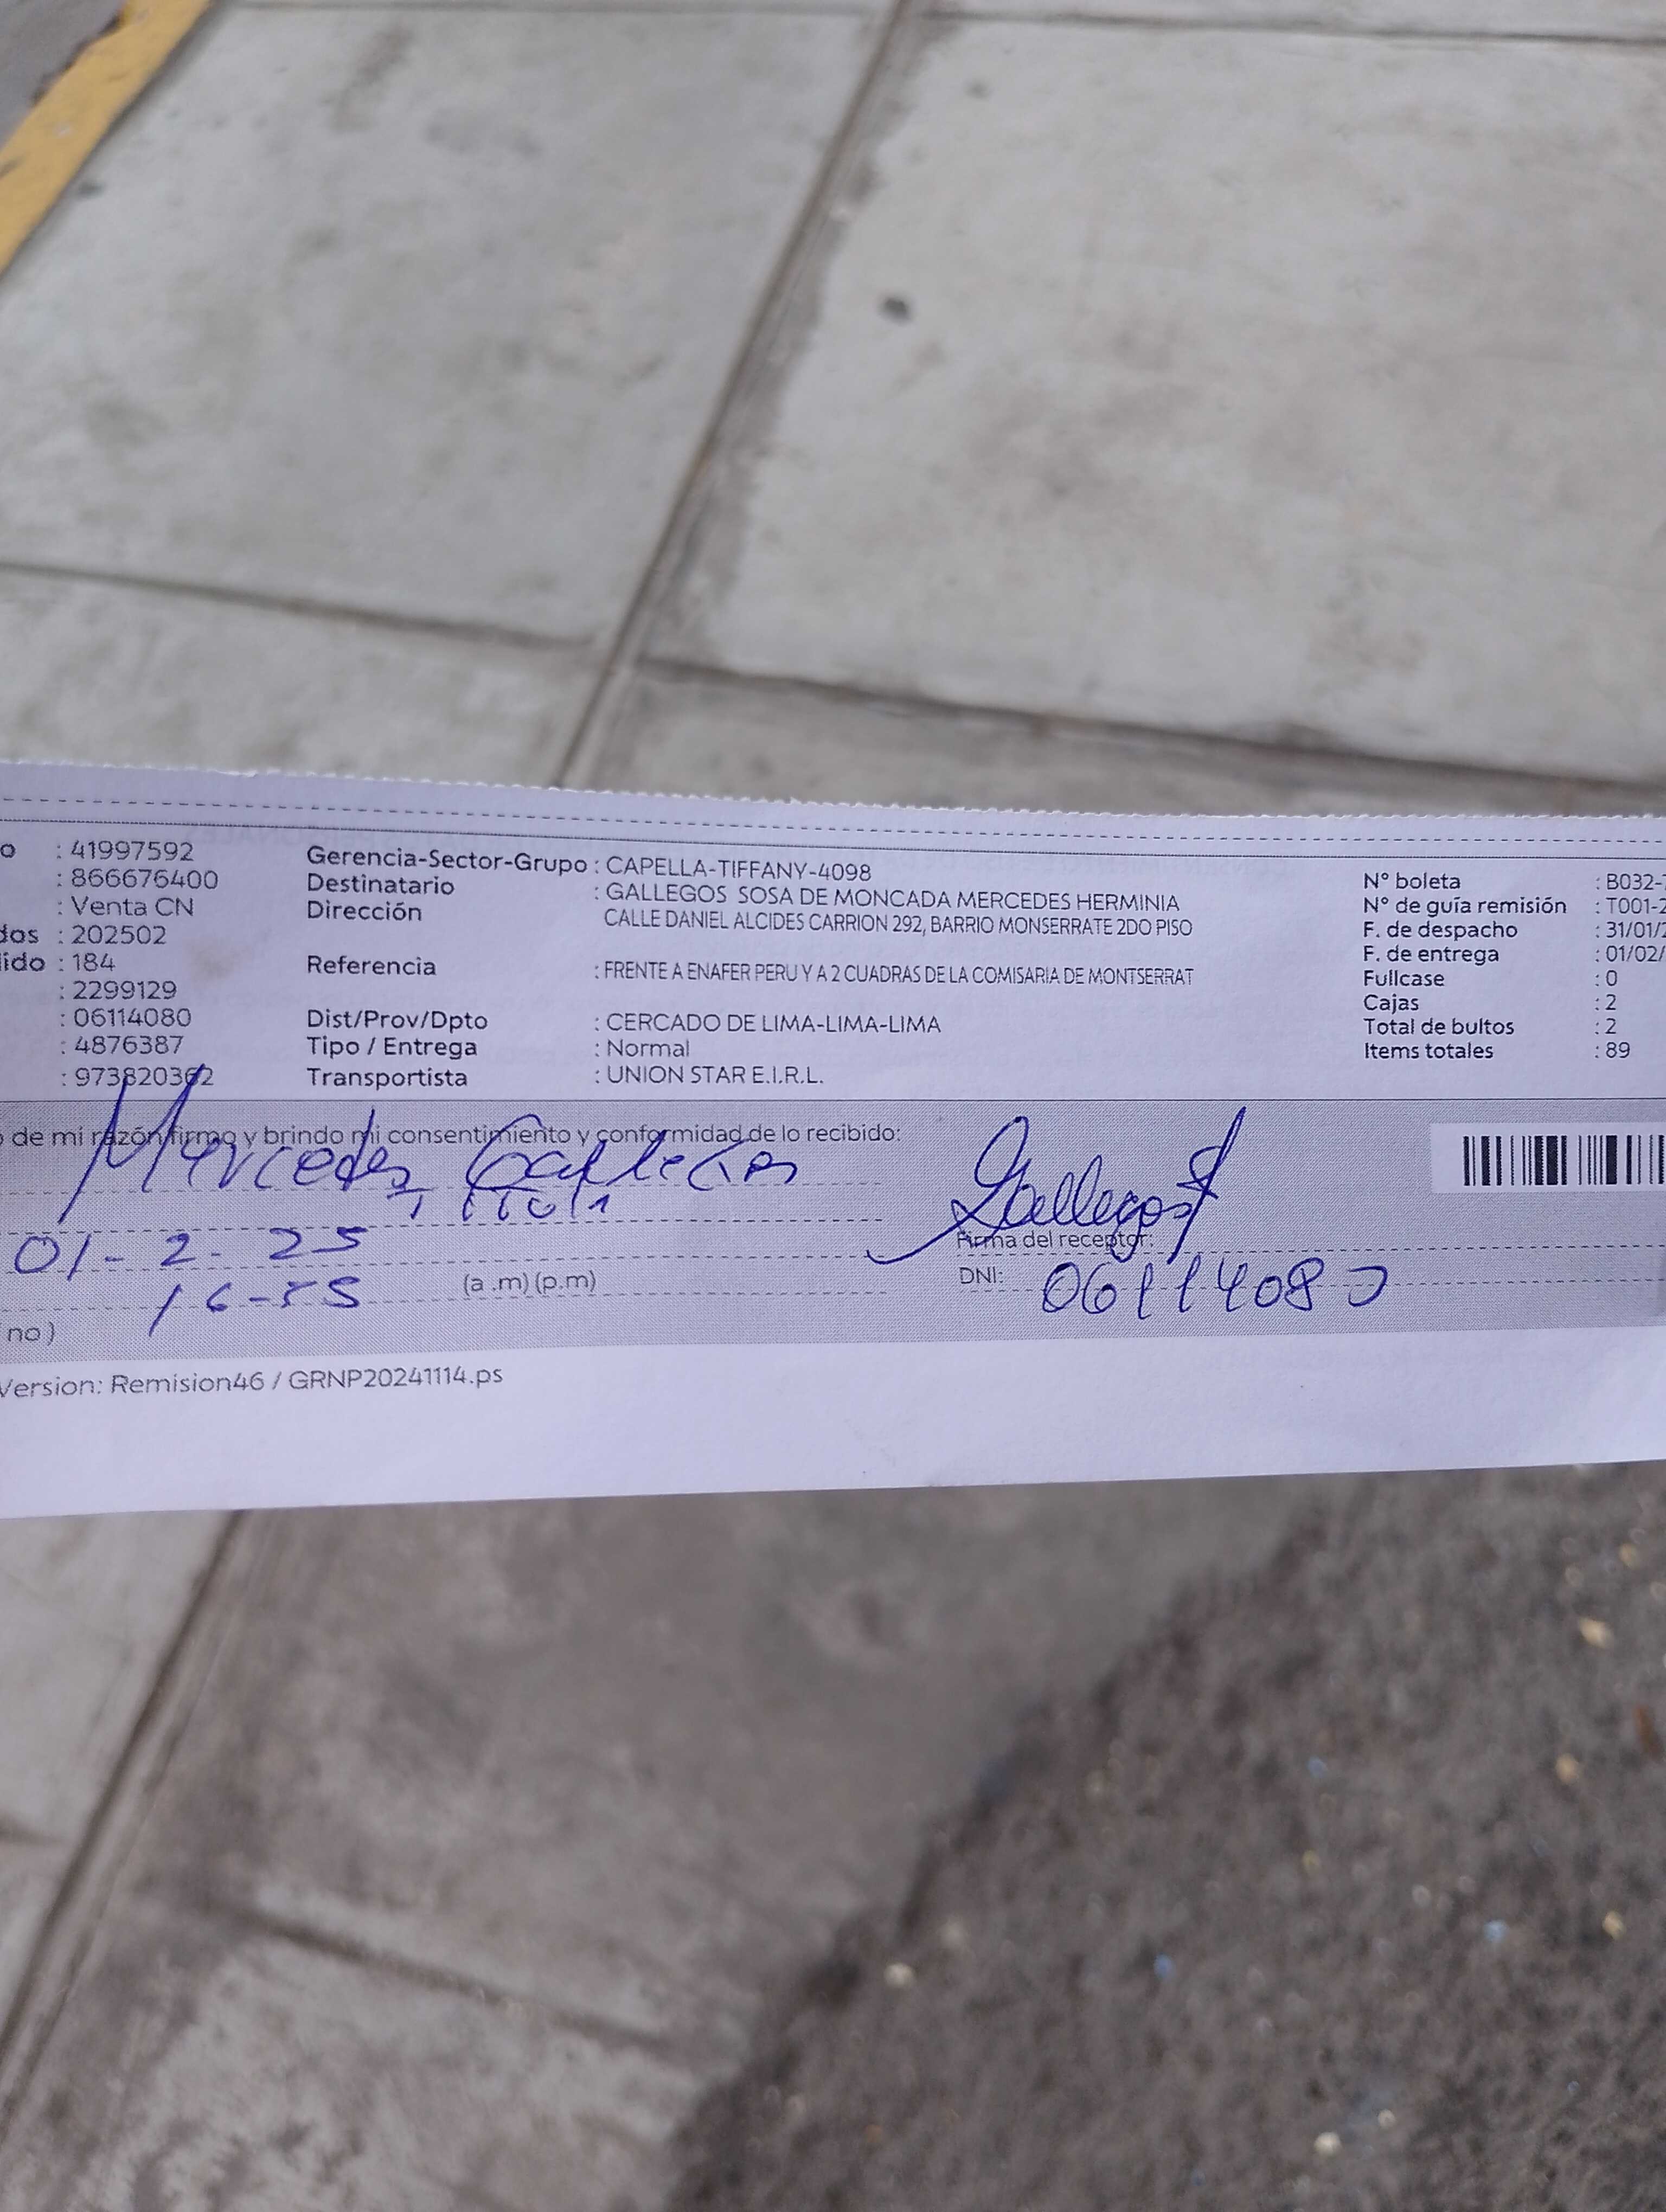 o : 41997592
: 866676400
: Venta CN
dos : 202502
ido : 184
: 2299129
: 06114080
: 4876387
: 973820362
Gerencia-Sector-Grupo : CAPELLA-TIFFANY-4098
Destinatario : GALLEGOS SOSA DE MONCADA MERCEDES HERMINIA
Dirección CALLE DANIEL ALCIDES CARRION 292, BARRIO MONSERRATE 2DO PISO
Referencia : FRENTE A ENAFER PERU Y A 2 CUADRAS DE LA COMISARIA DE MONTSERRAT
Dist/Prov/Dpto : CERCADO DE LIMA-LIMA-LIMA
Tipo / Entrega : Normal
Transportista : UNION STAR E.I.R.L.
N° boleta : B032-
N° de guía remisión : T001-2
F. de despacho : 31/01/2
F. de entrega : 01/02/
Fullcase : 0
Cajas : 2
Total de bultos : 2
Items totales : 89
o de mi razón firmo y brindo mi consentimiento y conformidad de lo recibido:
Mercedes Gallegos
01-2-25
16-55 (a .m) (p.m)
no )
Gallegos
Firma del receptor:
DNI: 06114080
Version: Remision46 / GRNP20241114.ps